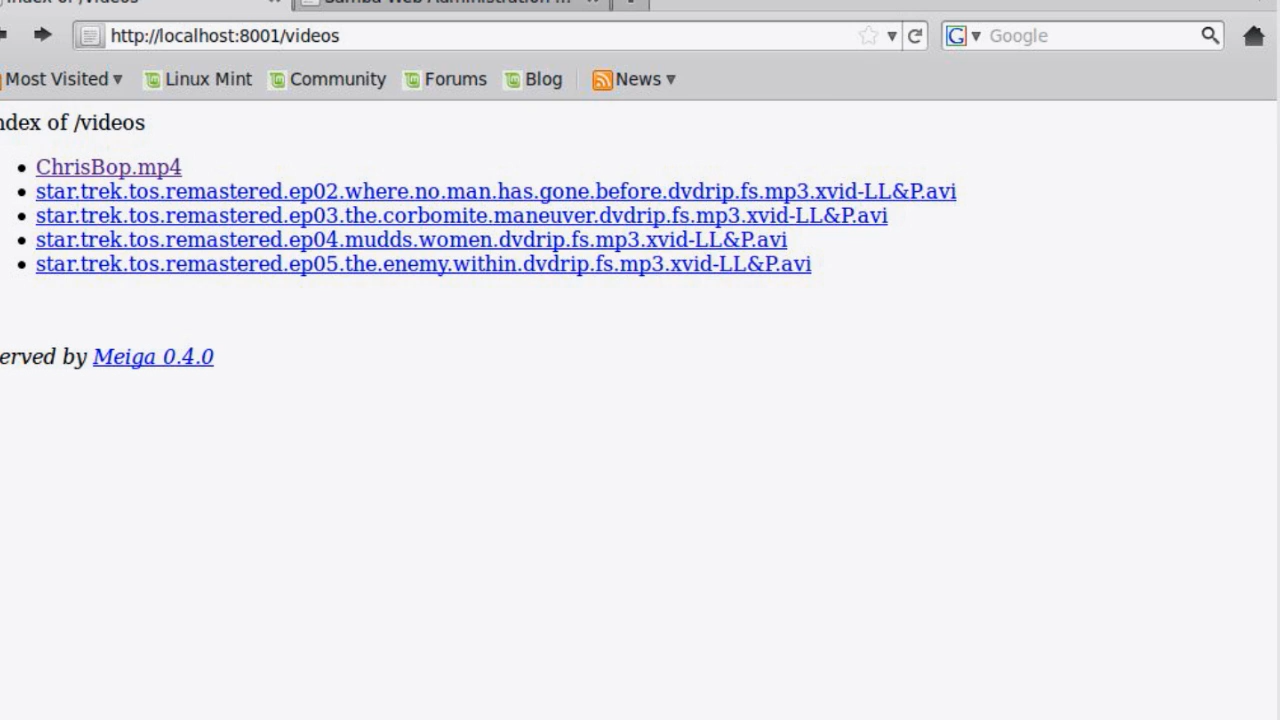 http://localhost:8001/videos
Google
Most Visited Linux Mint Community Forums Blog News
of /videos
ChrisBop.mp4
star.trek.tos.remastered.ep02.where.no.man.has.gone.before.dvdrip.fs.mp3.xvid-LL&P.avi
star.trek.tos.remastered.ep03.the.corbomite.maneuver.dvdrip.fs.mp3.xvid-LL&P.avi
star.trek.tos.remastered.ep04.mudds.women.dvdrip.fs.mp3.xvid-LL&P.avi
star.trek.tos.remastered.ep05.the.enemy.within.dvdrip.fs.mp3.xvid-LL&P.avi
erved by Meiga 0.4.0